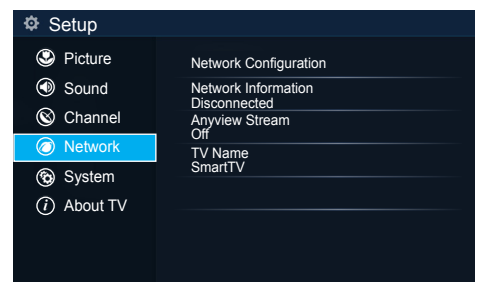 Setup
Picture
Sound
Channel
Network
System
About TV
Network Configuration
Network Information
Disconnected
Anyview Stream
Off
TV Name
SmartTV